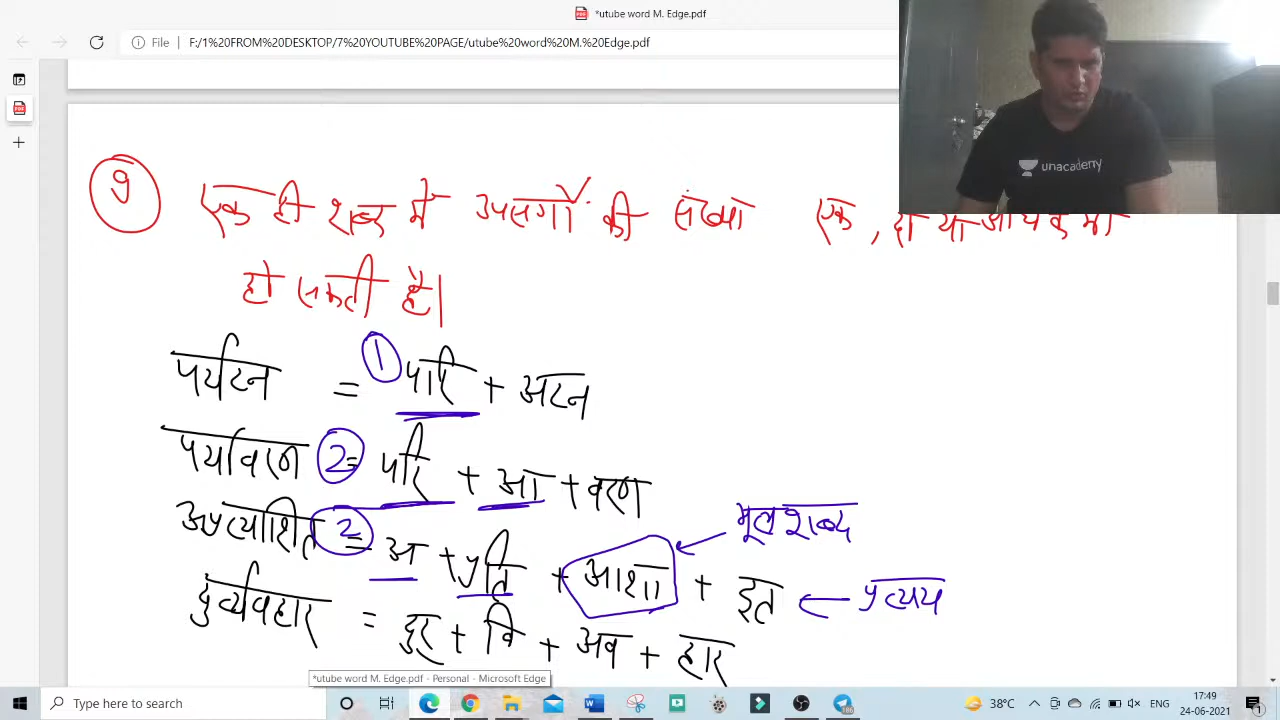 *utube word M. Edge.pdf
File F:/1%20FROM%20DESKTOP/7%20YOUTUBE%20PAGE/utube%20word%20M.%20Edge.pdf
unacademy
9 एक ही शब्द में उपसर्गों की संख्या एक, दो या अधिक भी
हो सकती है।
पर्यटन = 1 परि + अटन
पर्यावरण 2 = परि + आ + वरण
मूल शब्द
अप्रत्याशित 2 = अ + प्रति + आशा + इत ← प्रत्यय
दुर्व्यवहार = दुर् + वि + अव + हार
*utube word M. Edge.pdf - Personal - Microsoft Edge
Type here to search
38°C ENG 17:49
24-06-2021